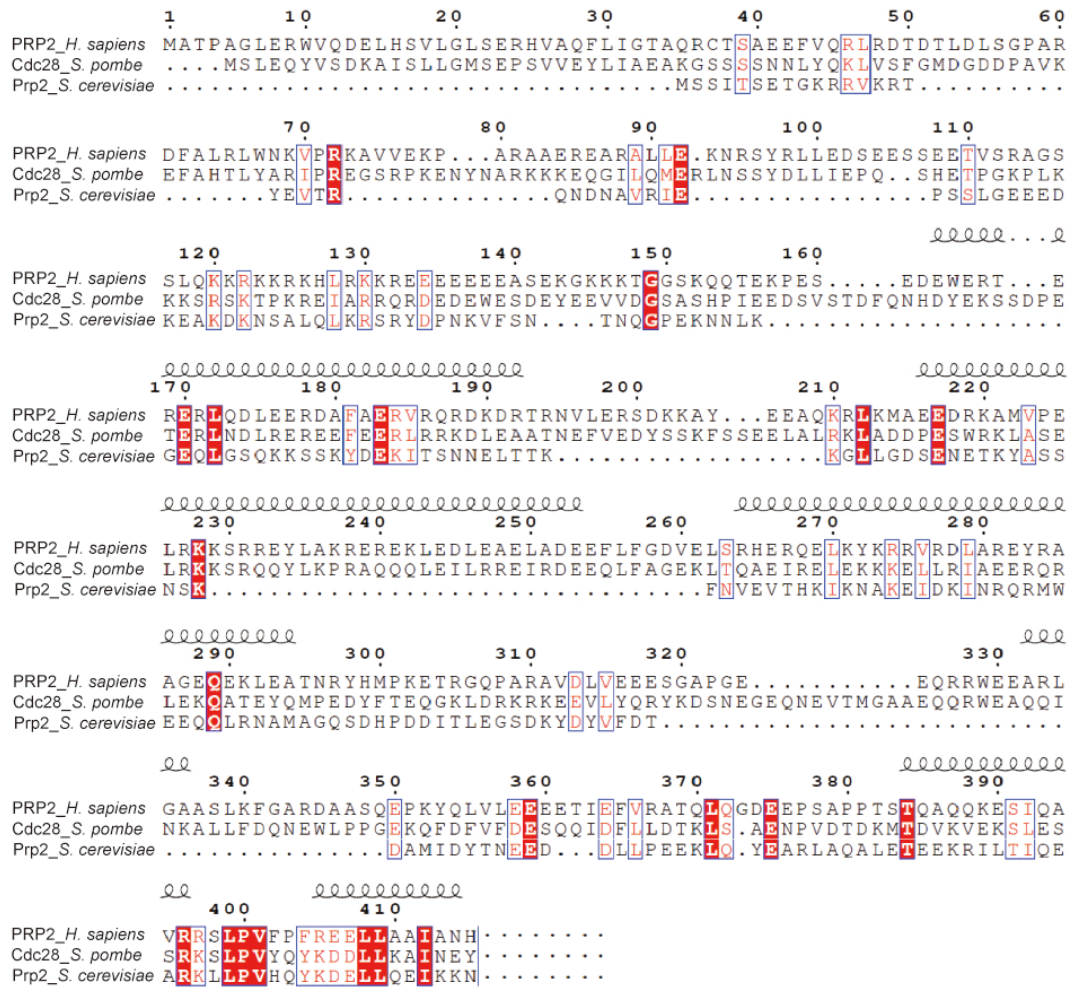 1 10 20 30 40 50 60
PRP2_H. sapiens MATPAGLERWVQDELHSVLGLSERHVAQFLIGTAQRCTSAEEFVQRLRDTDTLDLSGPAR
Cdc28_S. pombe ....MSLEQYVSDKAISLLGMSEPSVVEYLIAEAKGSSSSNNLYQKLVSFGMDGDDPAVK
Prp2_S. cerevisiae ..................................MSSITSETGKRRVKRT..........
70 80 90 100 110
PRP2_H. sapiens DFALRLWNKVPRKAVVEKP...ARAAEREARALLE.KNRSYRLLEDSEESSEETVSRAGS
Cdc28_S. pombe EFAHTLYARIPREGSRPKENYNARKKKEQGILQMERLNSSYDLLIEPQ..SHETPGKPLK
Prp2_S. cerevisiae .......YEVTR..............QNDNAVRIE...............PSSLGEEED
120 130 140 150 160
PRP2_H. sapiens SLQKKRKKRKHLRKKREEEEEEEASEKGKKKTGGSKQQTEKPES.....EDEWERT...E
Cdc28_S. pombe KKSRSKTPKREIARRQRDEDEWESDEYEEVVDGSASHPIEEDSVSTDFQNHDYEKSSDPE
Prp2_S. cerevisiae KEAKDKNSALQLKRSRYDPNKVFSN....TNQGPEKNNLK....................
170 180 190 200 210 220
PRP2_H. sapiens RERLQDLEERDAFAERVRQRDKDRTRNVLERSDKKAY...EEAQKRLKMAEEDRKAMVPE
Cdc28_S. pombe TERLNDLREREEFEERLRRKDLEAATNEFVEDYSSKFSSEELALRKLADDPESWRKLASE
Prp2_S. cerevisiae GEQLGSQKKSSKYDEKITSNNELTTK..................KGLLGDSENETKYASS
230 240 250 260 270 280
PRP2_H. sapiens LRKKSRREYLAKREREKLEDLEAELADEEFLFGDVELSRHERQELKYKRRVRDLAREYRA
Cdc28_S. pombe LRKKSRQQYLKPRAQQQLEILRREIRDEEQLFAGEKLTQAEIRELEKKKELLRIAEERQR
Prp2_S. cerevisiae NSK.................................FNVEVTHKIKNAKEIDKINRQRMW
290 300 310 320 330
PRP2_H. sapiens AGEQEKLEATNRYHMPKETRGQPARAVDLVEEESGAPGE...........EQRRWEEARL
Cdc28_S. pombe LEKQATEYQMPEDYFTEQGKLDRKRKEEVLYQRYKDSNEGEQNEVTMGAAEQQRWEAQQI
Prp2_S. cerevisiae EEQQLRNAMAGQSDHPDDITLEGSDKYDYVFDT...........................
340 350 360 370 380 390
PRP2_H. sapiens GAASLKFGARDAASQEPKYQLVLEEEETIEFVRATQLQGDEEPSAPPTSTQAQQKESIQA
Cdc28_S. pombe NKALLFDQNEWLPPGEKQFDFVFDESQQIDFLLDTKLS.AENPVDTDKMTDVKVEKSLES
Prp2_S. cerevisiae ...............DAMIDYTNEED...DLLPEEKLQ.YEARLAQALETEEKRILTIQE
400 410
PRP2_H. sapiens VRRSLPVFPFREELLAAIANH........
Cdc28_S. pombe SRKSLPVYQYKDDLLKAINEY........
Prp2_S. cerevisiae ARKLLPVHQYKDELLQEIKKN........